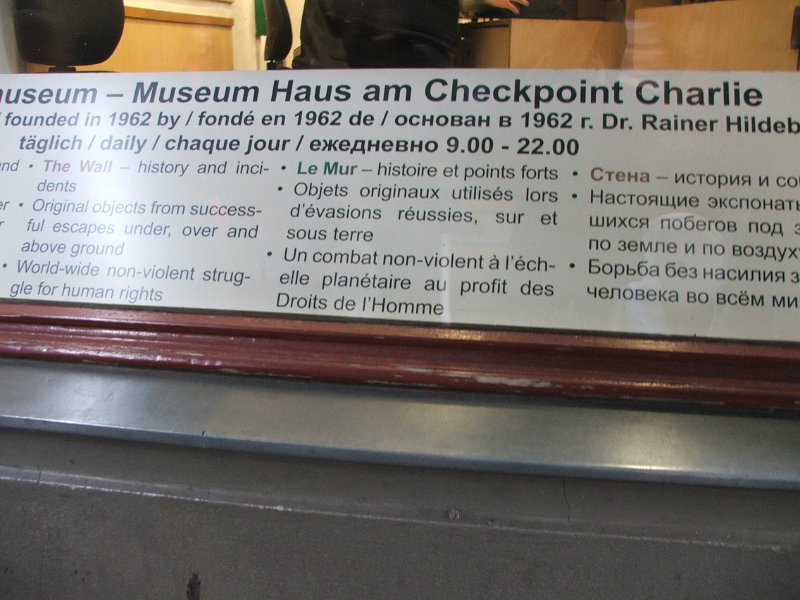 museum – Museum Haus am Checkpoint Charlie
/ founded in 1962 by / fondé en 1962 de / основан в 1962 г. Dr. Rainer Hildeb
täglich / daily / chaque jour / ежедневно 9.00 - 22.00
und • The Wall – history and inci-
dents
er • Original objects from success-
r ful escapes under, over and
above ground
• World-wide non-violent strug-
gle for human rights
• Le Mur – histoire et points forts
• Objets originaux utilisés lors
d'évasions réussies, sur et
sous terre
• Un combat non-violent à l'éch-
elle planétaire au profit des
Droits de l'Homme
• Стена – история и со
• Настоящие экспонать
шихся побегов под з
по земле и по воздух
• Борьба без насилия з
человека во всём ми